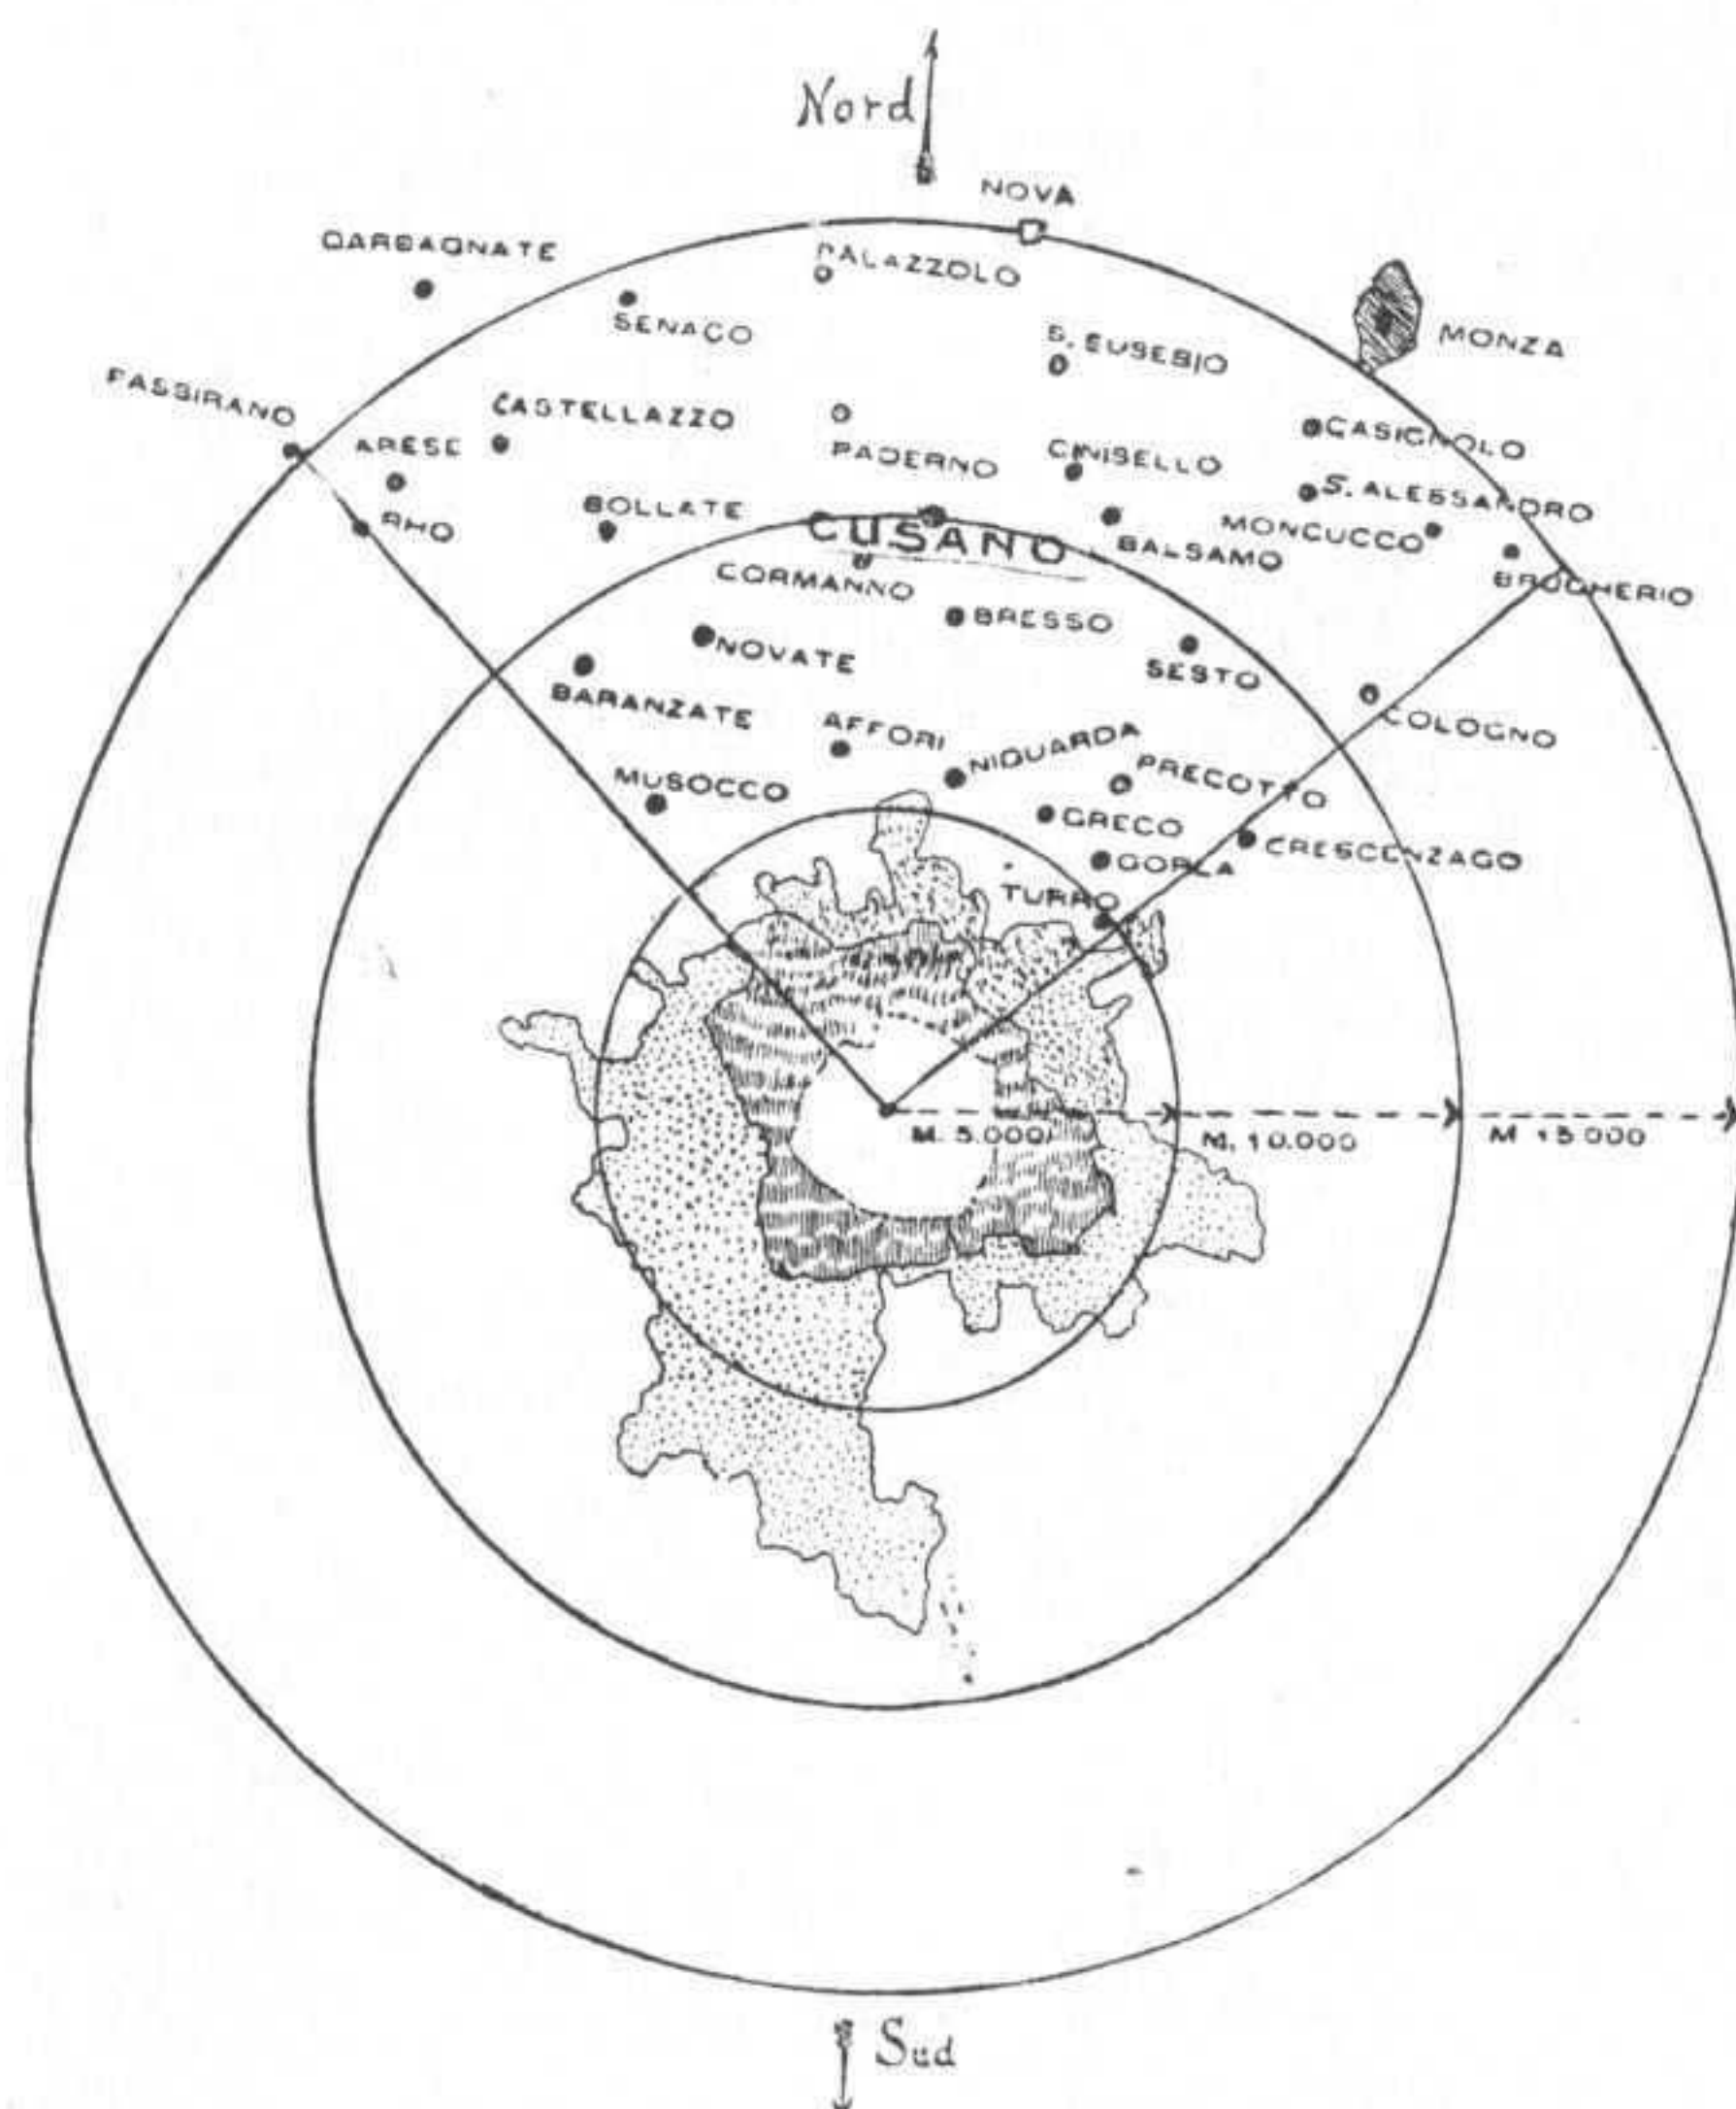 Nord
NOVA
GARBAGNATE
PALAZZOLO
SENAGO
S. EUSEBIO
MONZA
PASSIRANO
CASTELLAZZO
CASIGNOLO
ARESE
PADERNO
CINISELLO
S. ALESSANDRO
RHO
BOLLATE
MONCUCCO
CUSANO
BALSAMO
CORMANNO
BROGHERIO
BRESSO
NOVATE
SESTO
BARANZATE
COLOGNO
AFFORI
NIGUARDA
PRECOTTO
MUSOCCO
GRECO
CRESCENZAGO
GORLA
TURRO
M. 5.000
M. 10.000
M 15.000
Sud